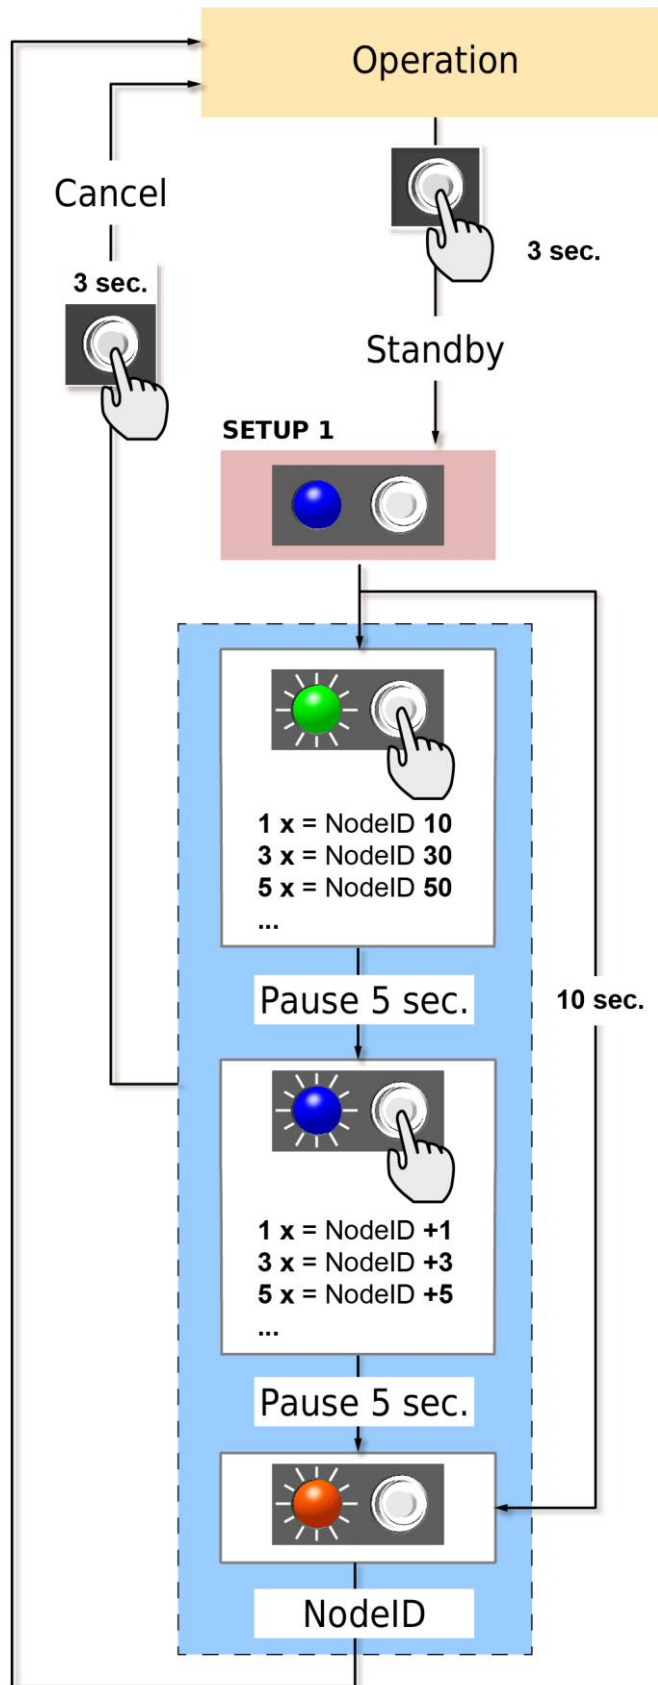 Operation
Cancel
3 sec.
3 sec.
Standby
SETUP 1
1 x = NodeID 10
3 x = NodeID 30
5 x = NodeID 50
...
Pause 5 sec.
10 sec.
1 x = NodeID +1
3 x = NodeID +3
5 x = NodeID +5
...
Pause 5 sec.
NodeID